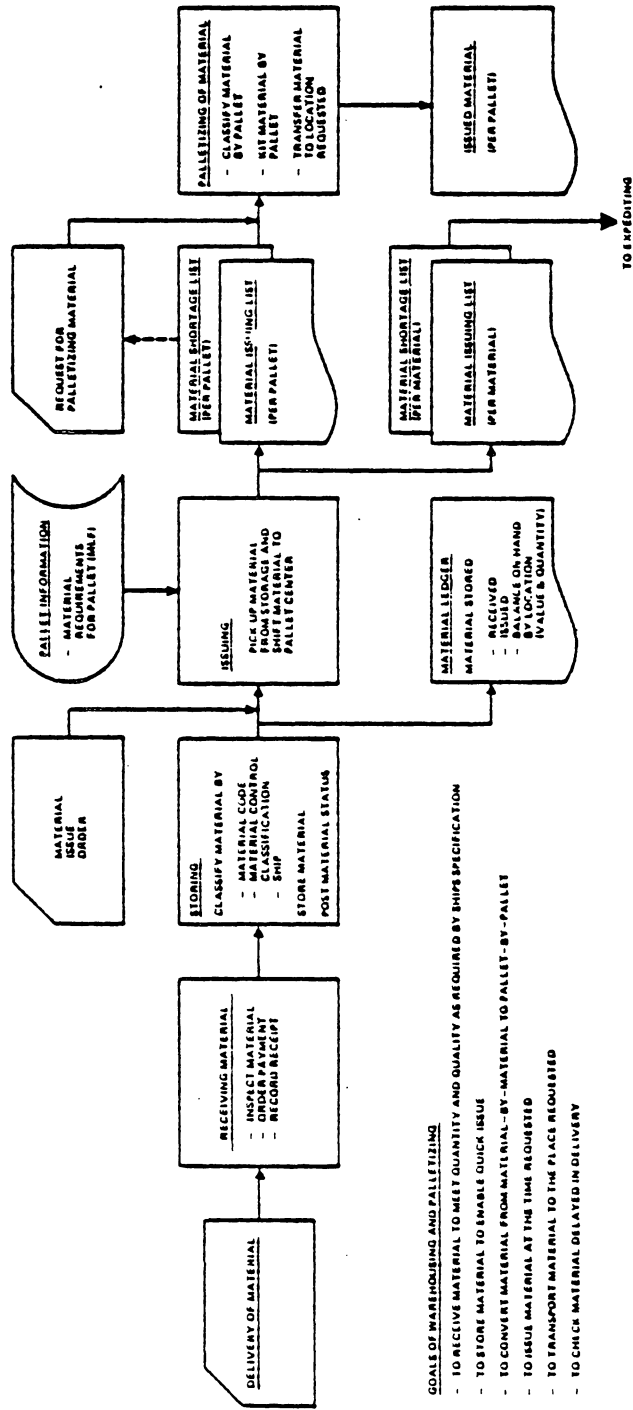 DELIVERY OF MATERIAL
RECEIVING MATERIAL
- INSPECT MATERIAL
- ORDER PAYMENT
- RECORD RECEIPT
MATERIAL
ISSUE
ORDER
STORING
CLASSIFY MATERIAL BY
- MATERIAL CODE
- MATERIAL CONTROL
CLASSIFICATION
- SHIP
STORE MATERIAL
POST MATERIAL STATUS
PALLET INFORMATION
- MATERIAL
REQUIREMENTS
FOR PALLET (MLF)
ISSUING
PICK UP MATERIAL
FROM STORAGE AND
SHIFT MATERIAL TO
PALLET CENTER
MATERIAL LEDGER
MATERIAL STORED
- RECEIVED
- ISSUED
- BALANCE ON HAND
BY LOCATION
(VALUE & QUANTITY)
REQUEST FOR
PALLETIZING MATERIAL
MATERIAL SHORTAGE LIST
(PER PALLET)
MATERIAL ISSUING LIST
(PER PALLET)
MATERIAL SHORTAGE LIST
(PER MATERIAL)
MATERIAL ISSUING LIST
(PER MATERIAL)
TO EXPEDITING
PALLETIZING OF MATERIAL
- CLASSIFY MATERIAL
BY PALLET
- KIT MATERIAL BY
PALLET
- TRANSFER MATERIAL
TO LOCATION
REQUESTED
ISSUED MATERIAL
(PER PALLET)
GOALS OF WAREHOUSING AND PALLETIZING
- TO RECEIVE MATERIAL TO MEET QUANTITY AND QUALITY AS REQUIRED BY SHIPS SPECIFICATION
- TO STORE MATERIAL TO ENABLE QUICK ISSUE
- TO CONVERT MATERIAL FROM MATERIAL-BY-MATERIAL TO PALLET-BY-PALLET
- TO ISSUE MATERIAL AT THE TIME REQUESTED
- TO TRANSPORT MATERIAL TO THE PLACE REQUESTED
- TO CHECK MATERIAL DELAYED IN DELIVERY